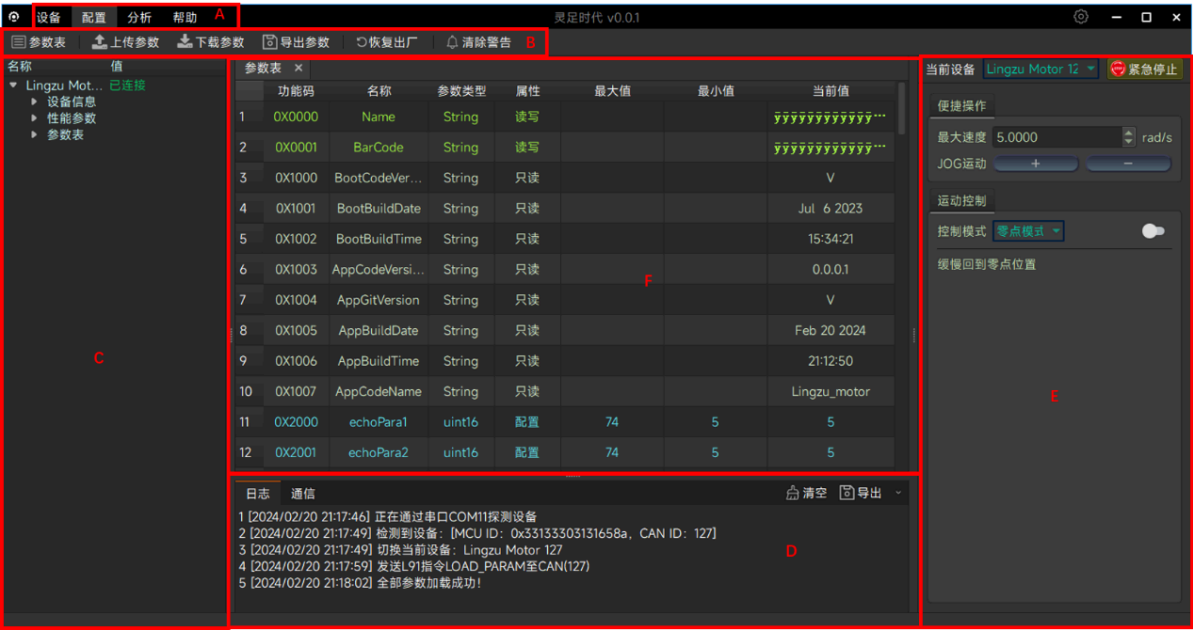 设备 配置 分析 帮助 A 灵足时代 v0.0.1
参数表 上传参数 下载参数 导出参数 恢复出厂 清除警告 B
名称 值
Lingzu Mot... 已连接
设备信息
性能参数
参数表
C
参数表 ×
功能码 名称 参数类型 属性 最大值 最小值 当前值
1 0X0000 Name String 读写 ÿÿÿÿÿÿÿÿÿÿÿÿ...
2 0X0001 BarCode String 读写 ÿÿÿÿÿÿÿÿÿÿÿÿ...
3 0X1000 BootCodeVer... String 只读 V
4 0X1001 BootBuildDate String 只读 Jul 6 2023
5 0X1002 BootBuildTime String 只读 15:34:21
6 0X1003 AppCodeVersi... String 只读 0.0.0.1
F
7 0X1004 AppGitVersion String 只读 V
8 0X1005 AppBuildDate String 只读 Feb 20 2024
9 0X1006 AppBuildTime String 只读 21:12:50
10 0X1007 AppCodeName String 只读 Lingzu_motor
11 0X2000 echoPara1 uint16 配置 74 5 5
12 0X2001 echoPara2 uint16 配置 74 5 5
日志 通信 清空 导出
1 [2024/02/20 21:17:46] 正在通过串口COM11探测设备
2 [2024/02/20 21:17:49] 检测到设备：[MCU ID：0x33133303131658a，CAN ID：127]
3 [2024/02/20 21:17:49] 切换当前设备：Lingzu Motor 127
4 [2024/02/20 21:17:59] 发送L91指令LOAD_PARAM至CAN(127)
5 [2024/02/20 21:18:02] 全部参数加载成功！
D
当前设备 Lingzu Motor 12 紧急停止
便捷操作
最大速度 5.0000 rad/s
JOG运动 + −
运动控制
控制模式 零点模式
缓慢回到零点位置
E